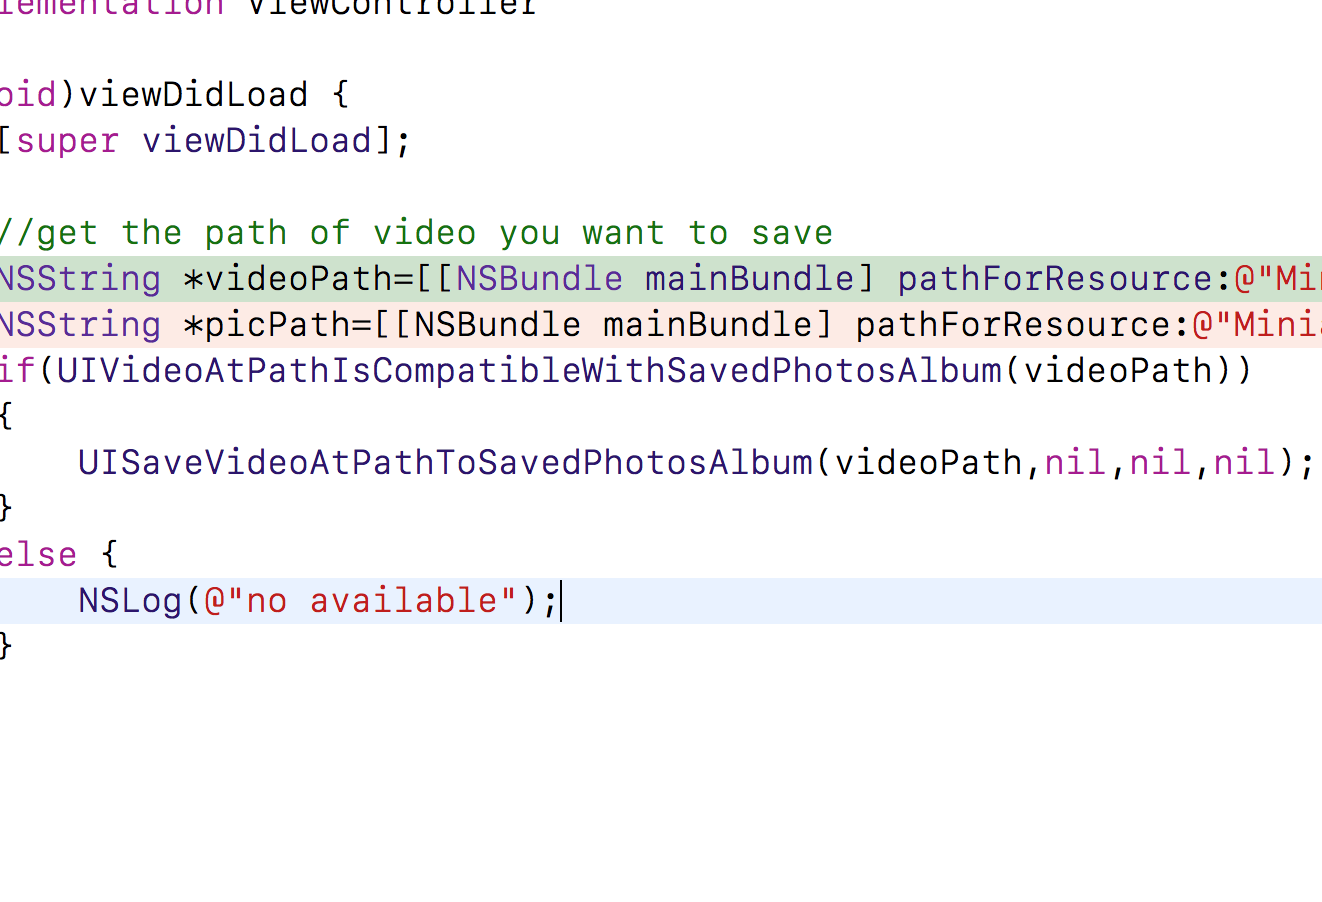 lementation ViewController
oid)viewDidLoad {
[super viewDidLoad];
//get the path of video you want to save
NSString *videoPath=[[NSBundle mainBundle] pathForResource:@"Min
NSString *picPath=[[NSBundle mainBundle] pathForResource:@"Minia
if(UIVideoAtPathIsCompatibleWithSavedPhotosAlbum(videoPath))
{
UISaveVideoAtPathToSavedPhotosAlbum(videoPath,nil,nil,nil);
}
else {
NSLog(@"no available");
}